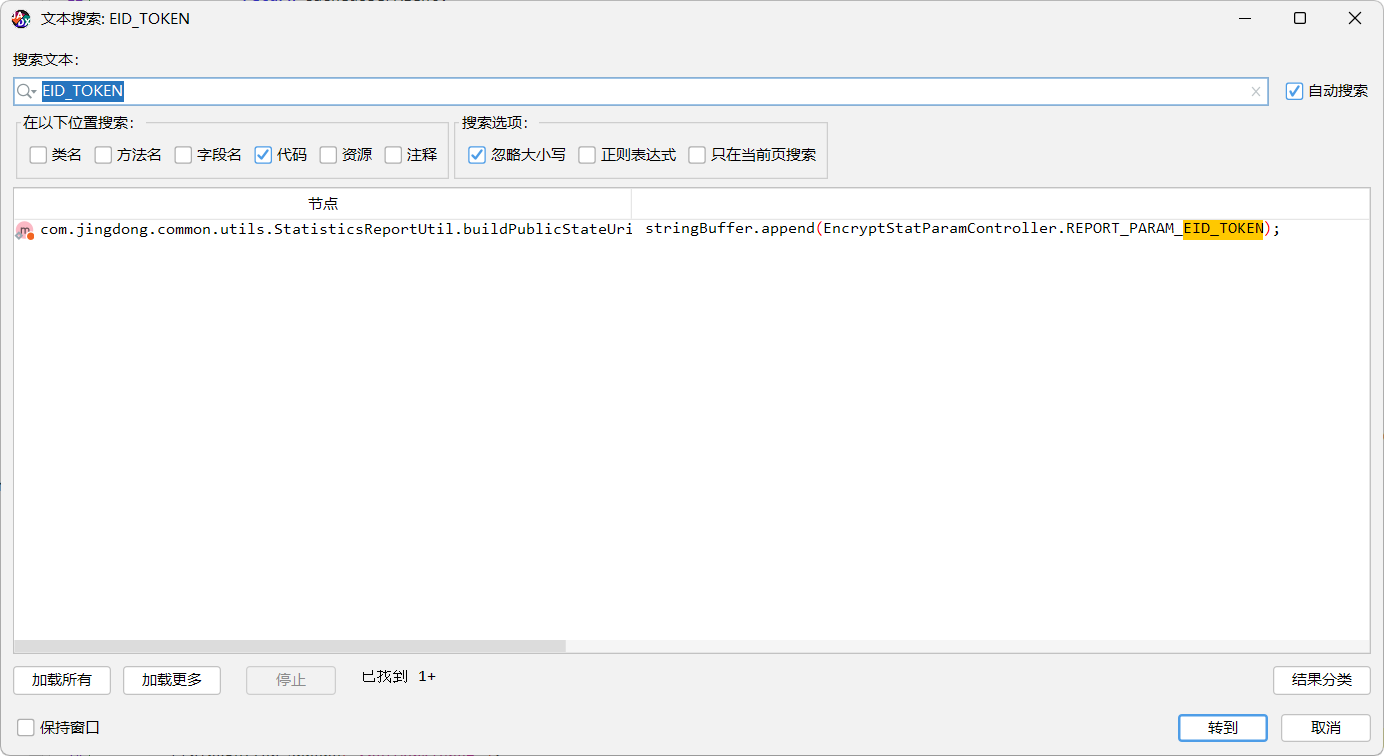 文本搜索: EID_TOKEN
搜索文本:
EID_TOKEN
自动搜索
在以下位置搜索:
类名 方法名 字段名 代码 资源 注释
搜索选项:
忽略大小写 正则表达式 只在当前页搜索
节点
com.jingdong.common.utils.StatisticsReportUtil.buildPublicStateUri stringBuffer.append(EncryptStatParamController.REPORT_PARAM_EID_TOKEN);
加载所有 加载更多 停止 已找到 1+ 结果分类
保持窗口 转到 取消